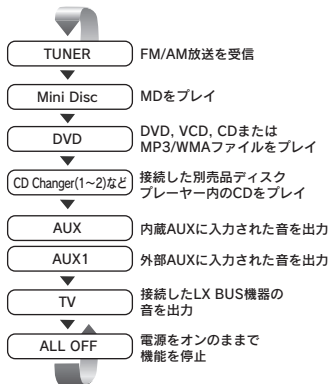 TUNER
FM/AM放送を受信
Mini Disc
MDをプレイ
DVD
DVD, VCD, CDまたは
MP3/WMAファイルをプレイ
CD Changer(1~2)など
接続した別売品ディスク
プレーヤー内のCDをプレイ
AUX
内蔵AUXに入力された音を出力
AUX1
外部AUXに入力された音を出力
TV
接続したLX BUS機器の
音を出力
ALL OFF
電源をオンのままで
機能を停止